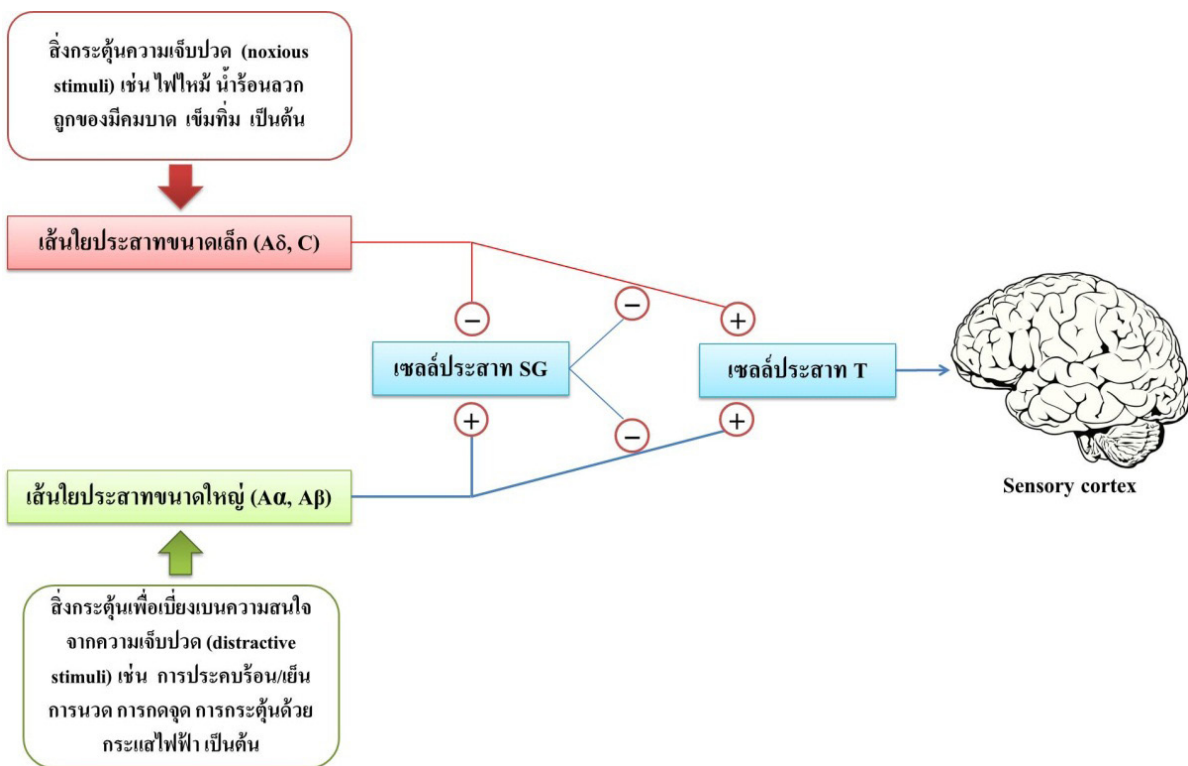 สิ่งกระตุ้นความเจ็บปวด (noxious
stimuli) เช่น ไฟไหม้ น้ำร้อนลวก
ถูกของมีคมบาด เข็มทิ่ม เป็นต้น
เส้นใยประสาทขนาดเล็ก (Aδ, C)
−
−
+
เซลล์ประสาท SG
เซลล์ประสาท T
+
−
+
Sensory cortex
เส้นใยประสาทขนาดใหญ่ (Aα, Aβ)
สิ่งกระตุ้นเพื่อเบี่ยงเบนความสนใจ
จากความเจ็บปวด (distractive
stimuli) เช่น การประคบร้อน/เย็น
การนวด การกดจุด การกระตุ้นด้วย
กระแสไฟฟ้า เป็นต้น